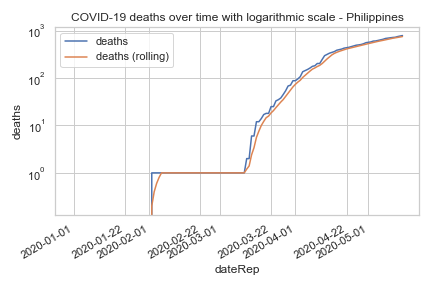 COVID-19 deaths over time with logarithmic scale - Philippines
deaths
deaths (rolling)
10³
10²
10¹
10⁰
deaths
2020-01-01
2020-01-22
2020-02-01
2020-02-22
2020-03-01
2020-03-22
2020-04-01
2020-04-22
2020-05-01
dateRep